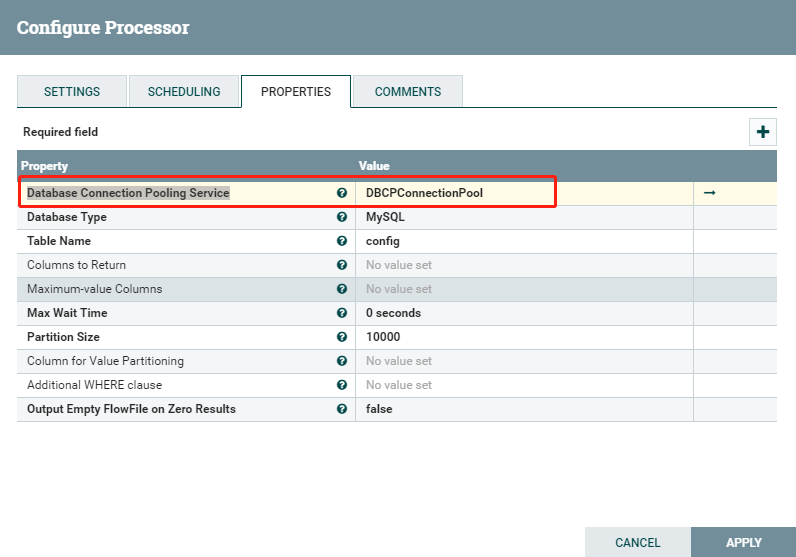 Configure Processor
SETTINGS SCHEDULING PROPERTIES COMMENTS
Required field
Property Value
Database Connection Pooling Service DBCPConnectionPool
Database Type MySQL
Table Name config
Columns to Return No value set
Maximum-value Columns No value set
Max Wait Time 0 seconds
Partition Size 10000
Column for Value Partitioning No value set
Additional WHERE clause No value set
Output Empty FlowFile on Zero Results false
CANCEL APPLY